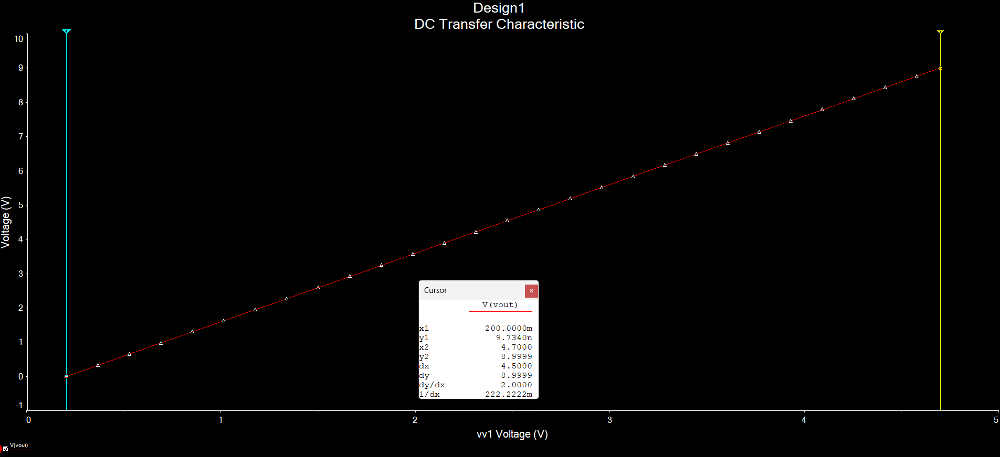 Design1
DC Transfer Characteristic
10
9
8
7
6
5
4
3
2
1
0
-1
Voltage (V)
0 1 2 3 4 5
vv1 Voltage (V)
Cursor
V(vout)
x1 200.0000m
y1 9.7340n
x2 4.7000
y2 8.9999
dx 4.5000
dy 8.9999
dy/dx 2.0000
1/dx 222.2222m
V(vout)